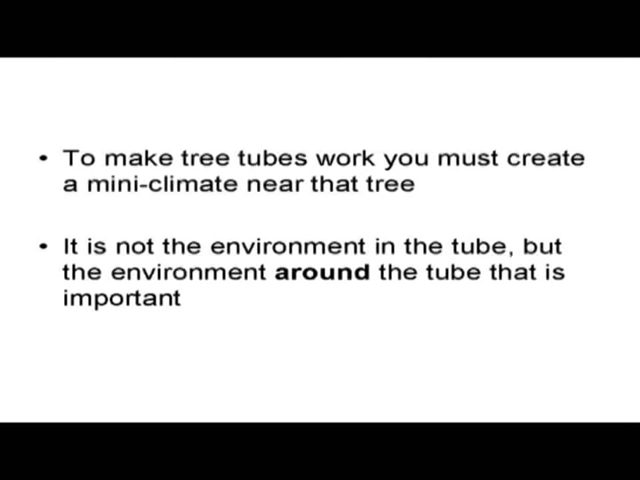 • To make tree tubes work you must create
a mini-climate near that tree
• It is not the environment in the tube, but
the environment around the tube that is
important